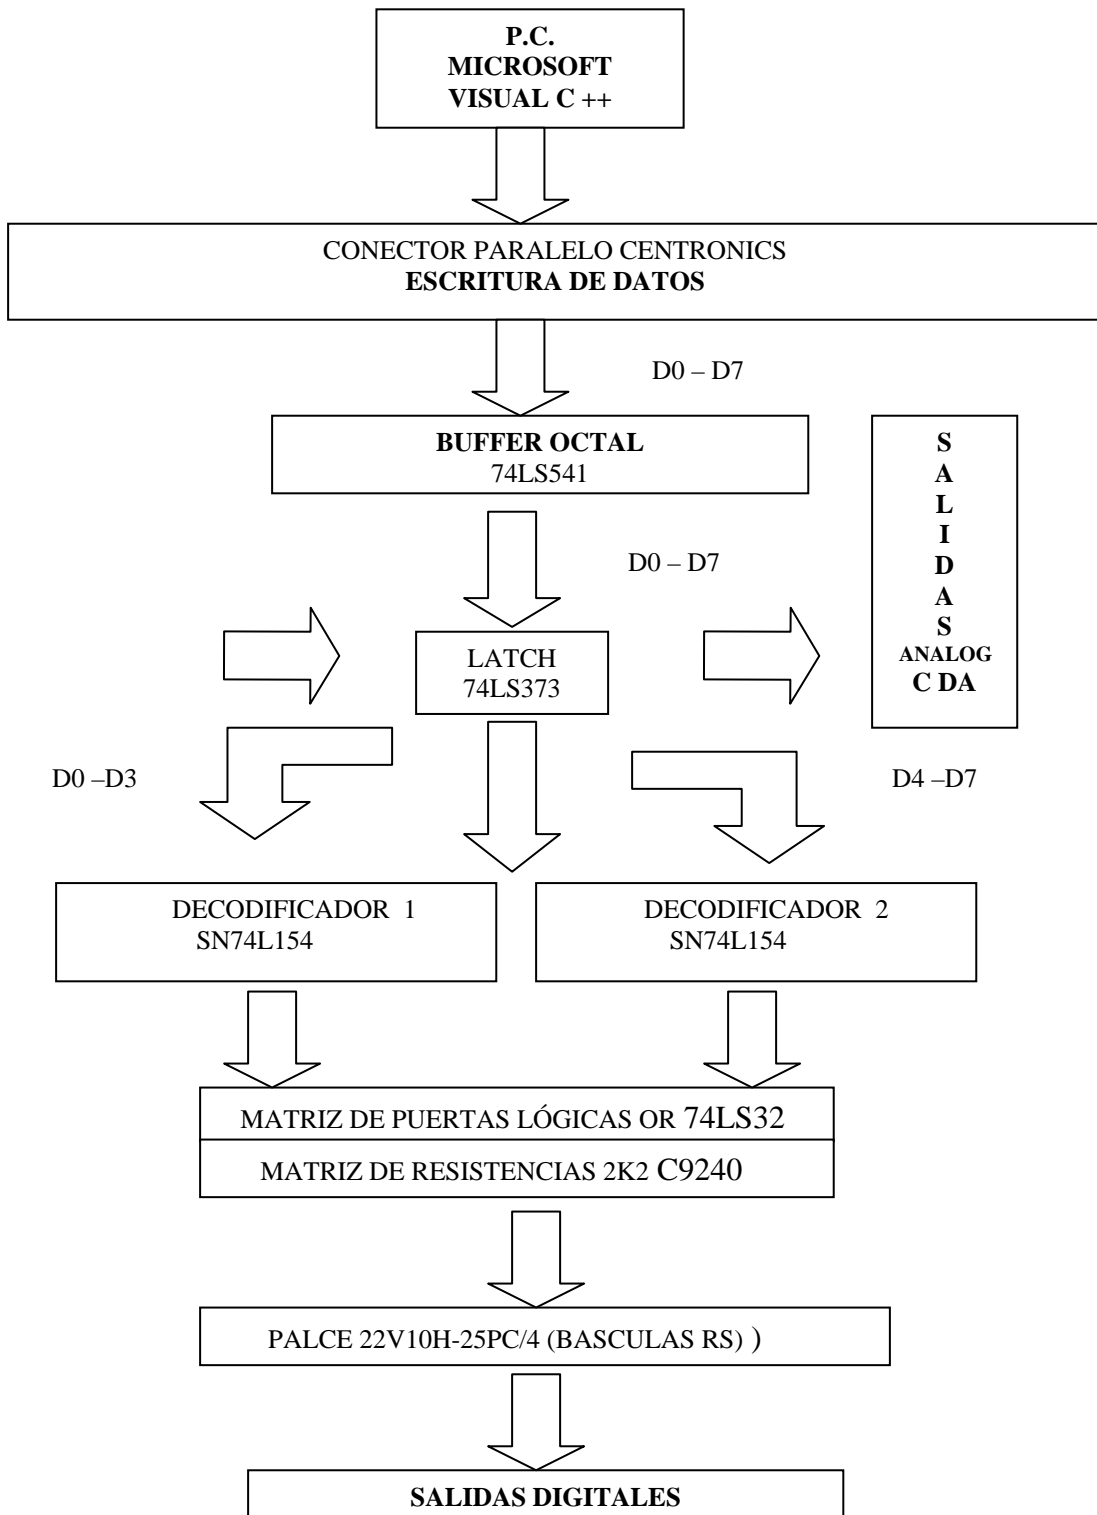 P.C.
MICROSOFT
VISUAL C ++
CONECTOR PARALELO CENTRONICS
ESCRITURA DE DATOS
D0 – D7
BUFFER OCTAL
74LS541
S
A
L
I
D
A
S
ANALOG
C DA
D0 – D7
LATCH
74LS373
D0 –D3
D4 –D7
DECODIFICADOR 1
SN74L154
DECODIFICADOR 2
SN74L154
MATRIZ DE PUERTAS LÓGICAS OR 74LS32
MATRIZ DE RESISTENCIAS 2K2 C9240
PALCE 22V10H-25PC/4 (BASCULAS RS) )
SALIDAS DIGITALES